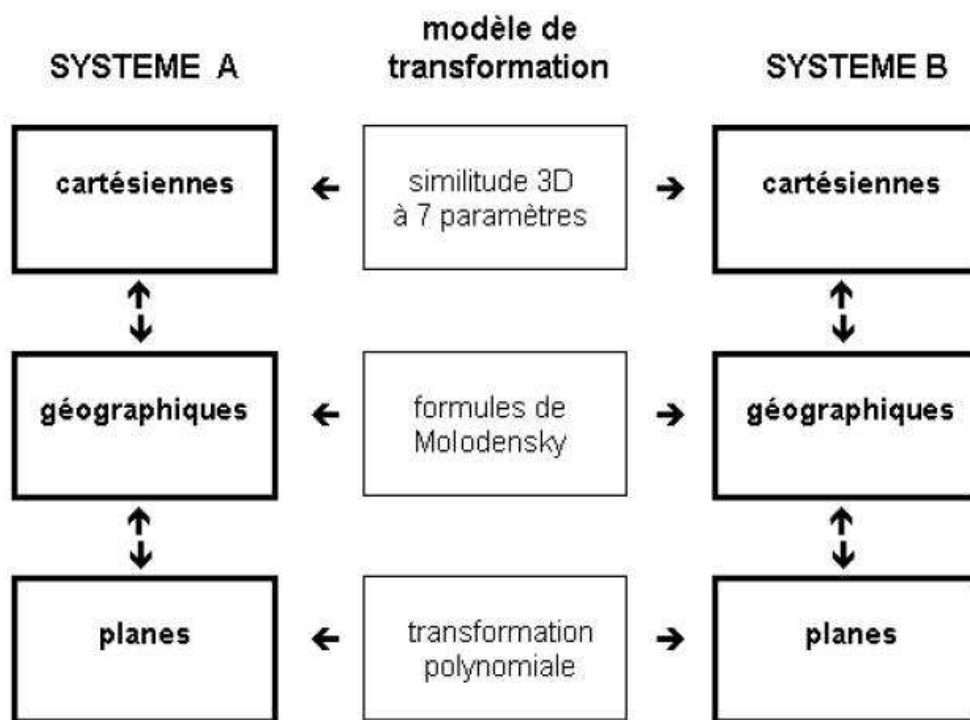 modèle de
transformation
SYSTEME A
SYSTEME B
cartésiennes
similitude 3D
à 7 paramètres
cartésiennes
géographiques
formules de
Molodensky
géographiques
planes
transformation
polynomiale
planes